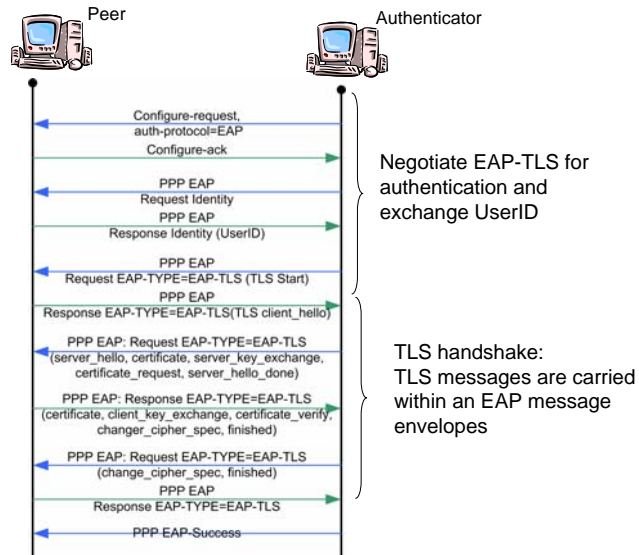 Peer
Authenticator
Configure-request,
auth-protocol=EAP
Configure-ack
PPP EAP
Request Identity
PPP EAP
Response Identity (UserID)
PPP EAP
Request EAP-TYPE=EAP-TLS (TLS Start)
PPP EAP
Response EAP-TYPE=EAP-TLS(TLS client_hello)
PPP EAP: Request EAP-TYPE=EAP-TLS
(server_hello, certificate, server_key_exchange,
certificate_request, server_hello_done)
PPP EAP: Response EAP-TYPE=EAP-TLS
(certificate, client_key_exchange, certificate_verify,
changer_cipher_spec, finished)
PPP EAP: Request EAP-TYPE=EAP-TLS
(change_cipher_spec, finished)
PPP EAP
Response EAP-TYPE=EAP-TLS
PPP EAP-Success
Negotiate EAP-TLS for
authentication and
exchange UserID
TLS handshake:
TLS messages are carried
within an EAP message
envelopes